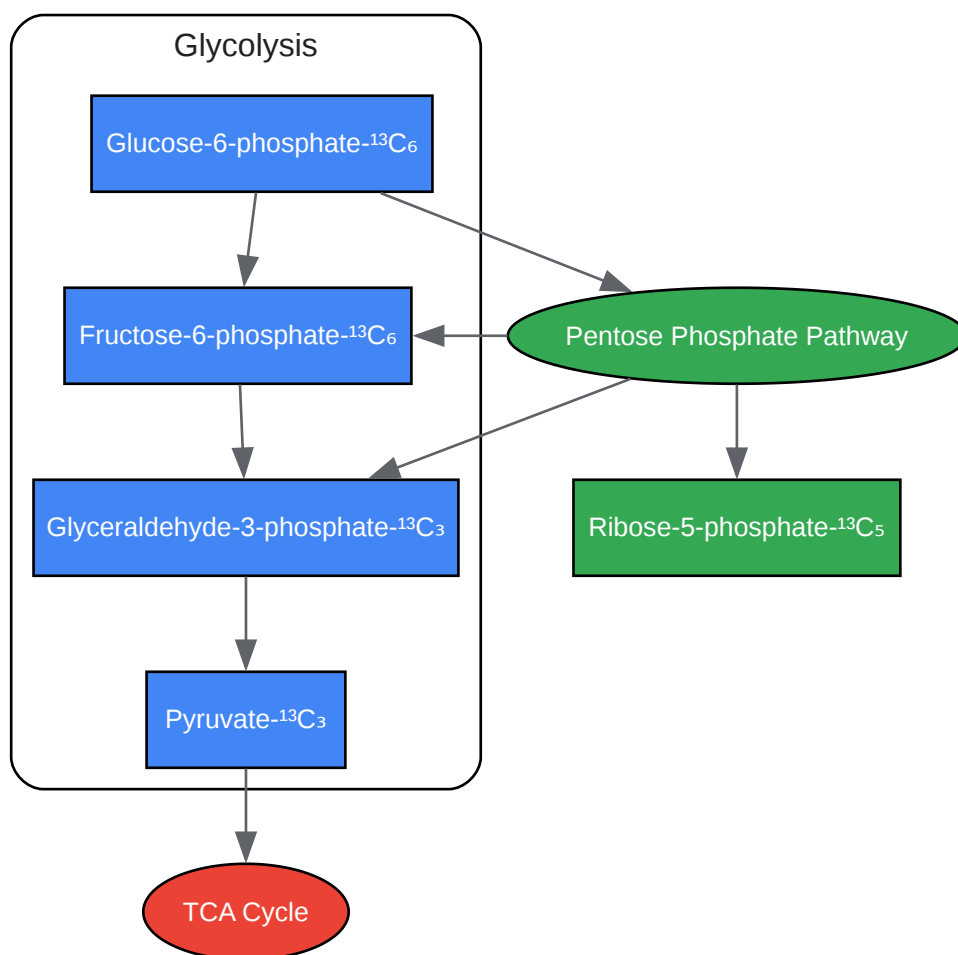 Glycolysis
Glucose-6-phosphate-¹³C₆
Fructose-6-phosphate-¹³C₆
Pentose Phosphate Pathway
Glyceraldehyde-3-phosphate-¹³C₃
Ribose-5-phosphate-¹³C₅
Pyruvate-¹³C₃
TCA Cycle